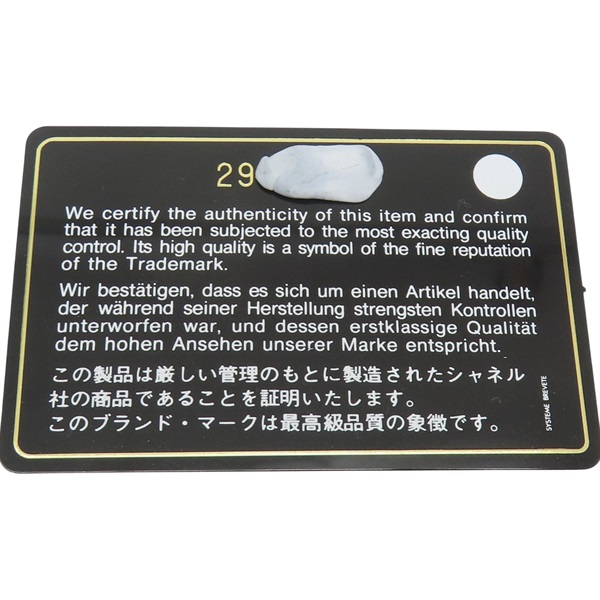 29
We certify the authenticity of this item and confirm
that it has been subjected to the most exacting quality
control. Its high quality is a symbol of the fine reputation
of the Trademark.
Wir bestätigen, dass es sich um einen Artikel handelt,
der während seiner Herstellung strengsten Kontrollen
unterworfen war, und dessen erstklassige Qualität
dem hohen Ansehen unserer Marke entspricht.
この製品は厳しい管理のもとに製造されたシャネル
社の商品であることを証明いたします。
このブランド・マークは最高級品質の象徴です。
SYSTEME BREVETE